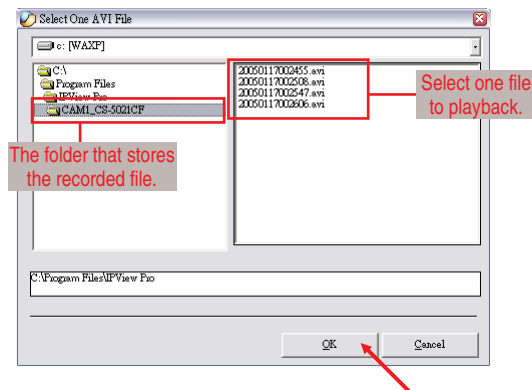 Select One AVI File
c: [WAXP]
C:\
Program Files
IPView Pro
CAM1_CS-5021CF
20050117002455.avi
20050117002508.avi
20050117002547.avi
20050117002606.avi
Select one file
to playback.
The folder that stores
the recorded file.
C:\Program Files\IPView Pro
OK
Cancel